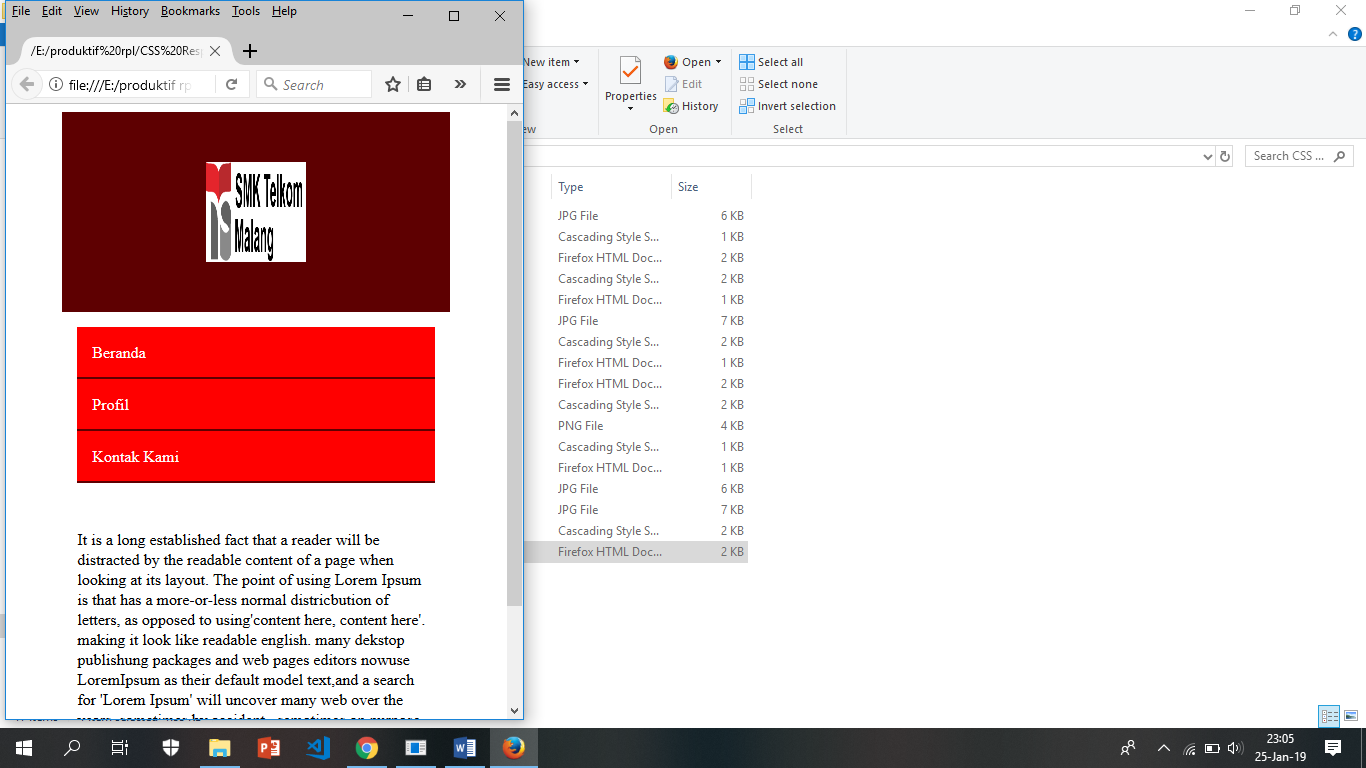 File Edit View History Bookmarks Tools Help
/E:/produktif%20rpl/CSS%20Resp
file:///E:/produktif rp
Search
SMK Telkom
Malang
Beranda
Profil
Kontak Kami
It is a long established fact that a reader will be
distracted by the readable content of a page when
looking at its layout. The point of using Lorem Ipsum
is that has a more-or-less normal districbution of
letters, as opposed to using'content here, content here'.
making it look like readable english. many dekstop
publishung packages and web pages editors nowuse
LoremIpsum as their default model text,and a search
for 'Lorem Ipsum' will uncover many web over the
years, sometimes by accident, sometimes on purpose
New item
Easy access
Properties
Open
Edit
History
Open
Select all
Select none
Invert selection
Select
Search CSS ...
Type Size
JPG File 6 KB
Cascading Style S... 1 KB
Firefox HTML Doc... 2 KB
Cascading Style S... 2 KB
Firefox HTML Doc... 1 KB
JPG File 7 KB
Cascading Style S... 2 KB
Firefox HTML Doc... 1 KB
Firefox HTML Doc... 2 KB
Cascading Style S... 2 KB
PNG File 4 KB
Cascading Style S... 1 KB
Firefox HTML Doc... 1 KB
JPG File 6 KB
JPG File 7 KB
Cascading Style S... 2 KB
Firefox HTML Doc... 2 KB
23:05
25-Jan-19